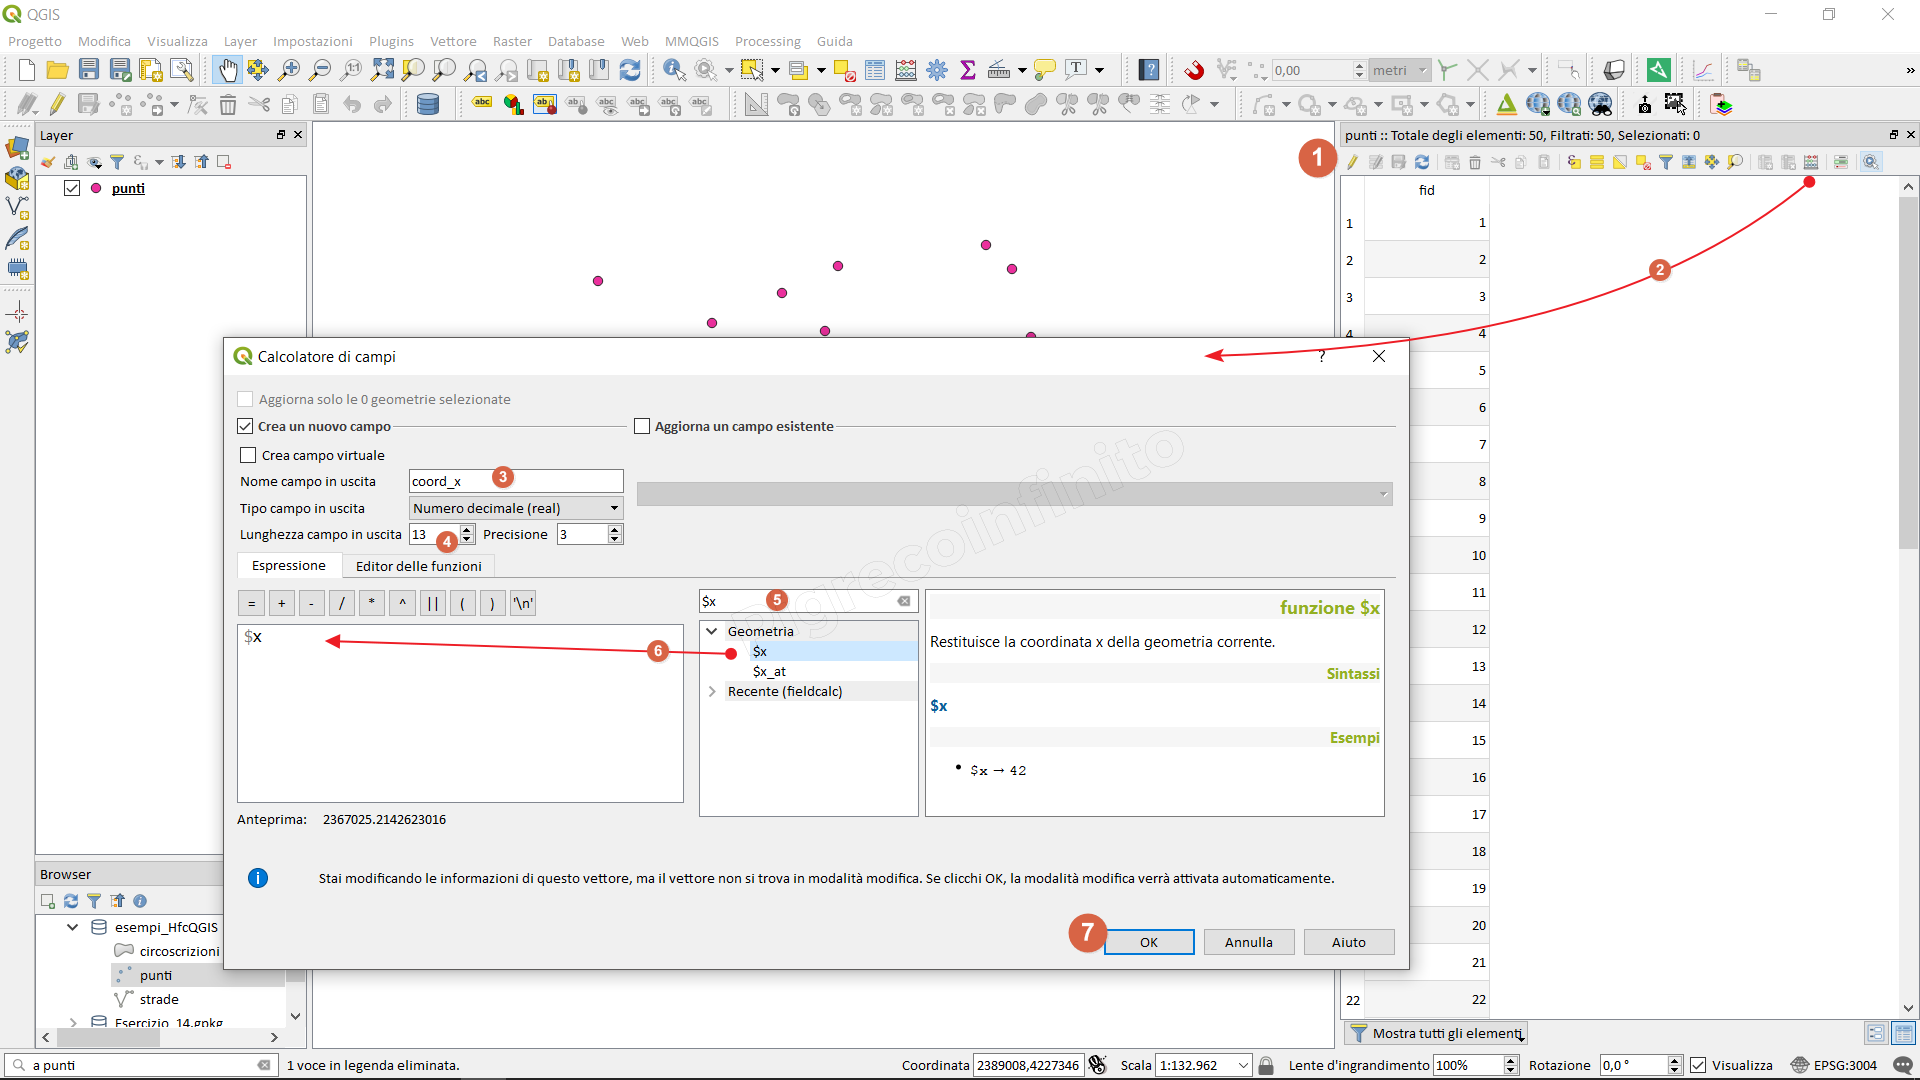 QGIS
Progetto Modifica Visualizza Layer Impostazioni Plugins Vettore Raster Database Web MMQGIS Processing Guida
0,00 metri
Layer
punti
punti :: Totale degli elementi: 50, Filtrati: 50, Selezionati: 0
1
fid
1 1
2 2
3 3
4 4
5
6
7
8
9
10
11
12
13
14
15
16
17
18
19
20
21
22 22
2
Calcolatore di campi
?
Aggiorna solo le 0 geometrie selezionate
Crea un nuovo campo
Aggiorna un campo esistente
Crea campo virtuale
Nome campo in uscita coord_x 3
Tipo campo in uscita Numero decimale (real)
Lunghezza campo in uscita 13 4 Precisione 3
Espressione Editor delle funzioni
= + - / * ^ || ( ) '\n'
$x
$x 5
Geometria
6
$x
$x_at
Recente (fieldcalc)
funzione $x
Restituisce la coordinata x della geometria corrente.
Sintassi
$x
Esempi
• $x → 42
Pigrecoinfinito
Anteprima: 2367025.2142623016
Stai modificando le informazioni di questo vettore, ma il vettore non si trova in modalità modifica. Se clicchi OK, la modalità modifica verrà attivata automaticamente.
7
OK Annulla Aiuto
Browser
esempi_HfcQGIS
circoscrizioni
punti
strade
Esercizio_14.gpkg
Mostra tutti gli elementi
a punti
1 voce in legenda eliminata.
Coordinata 2389008,4227346 Scala 1:132.962 Lente d'ingrandimento 100% Rotazione 0,0 ° Visualizza EPSG:3004